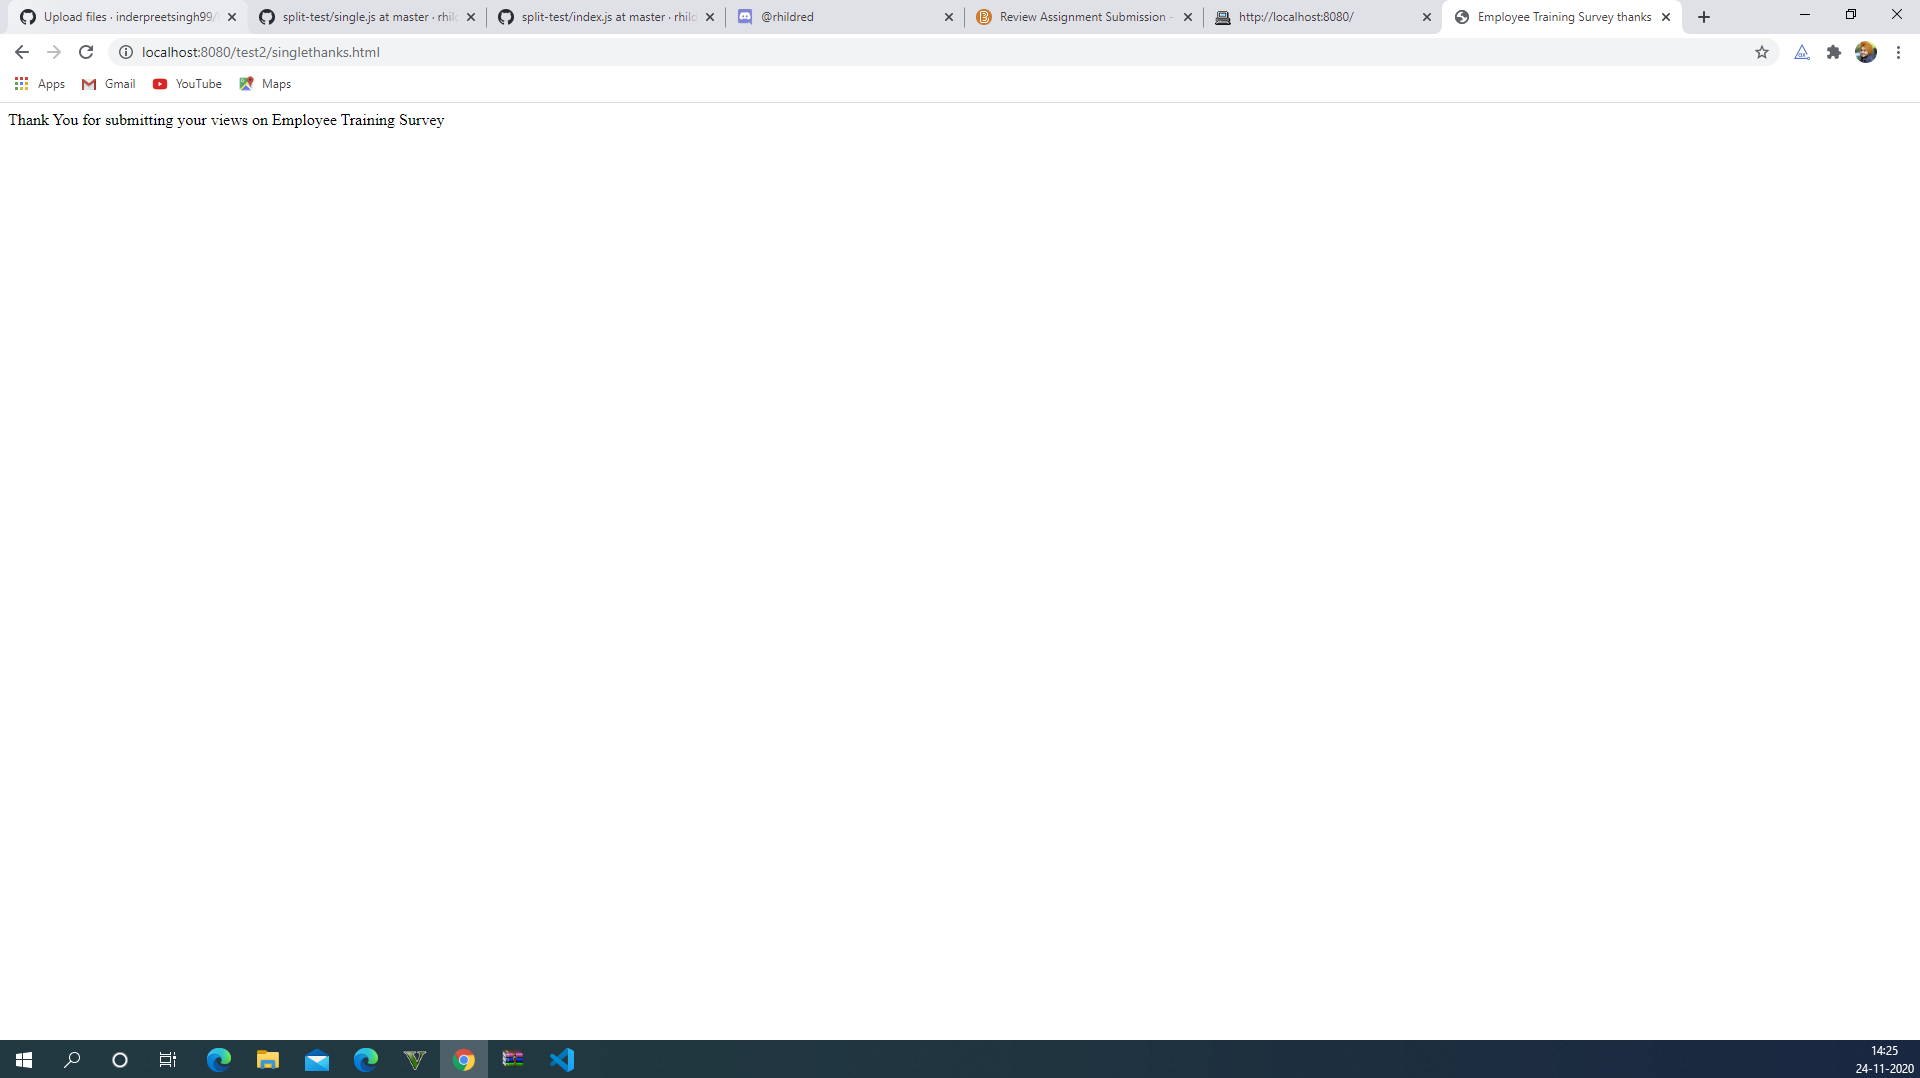 Upload files · inderpreetsingh99/
split-test/single.js at master · rhild
split-test/index.js at master · rhild
@rhildred
Review Assignment Submission -
http://localhost:8080/
Employee Training Survey thanks
localhost:8080/test2/singlethanks.html
Apps
Gmail
YouTube
Maps
Thank You for submitting your views on Employee Training Survey
14:25
24-11-2020